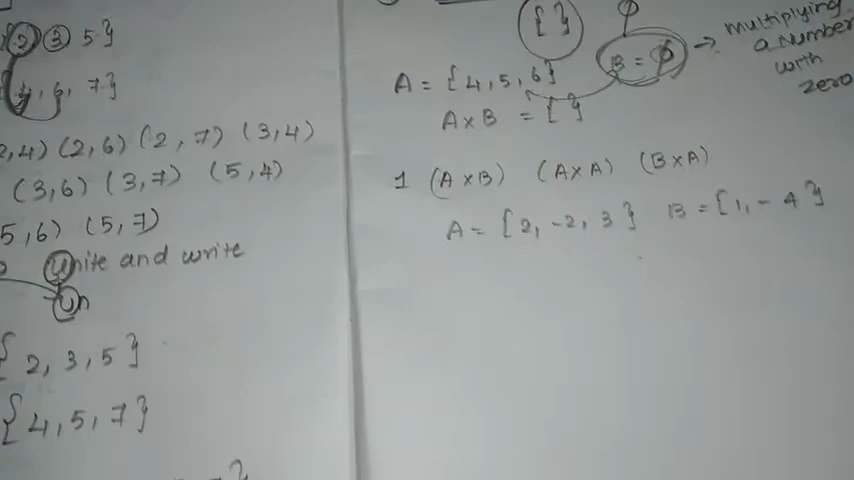 {2, 3, 5}
4, 6, 7}
2,4) (2,6) (2,7) (3,4)
(3,6) (3,7) (5,4)
5,6) (5,7)
Unite and write
Un
{2, 3, 5}
{4, 5, 7}
{ }
ϕ
B = ϕ → multiplying
a number
with
zero
A = {4, 5, 6}
A×B = { }
1 (A×B) (A×A) (B×A)
A = {2, -2, 3} B = {1, -4}